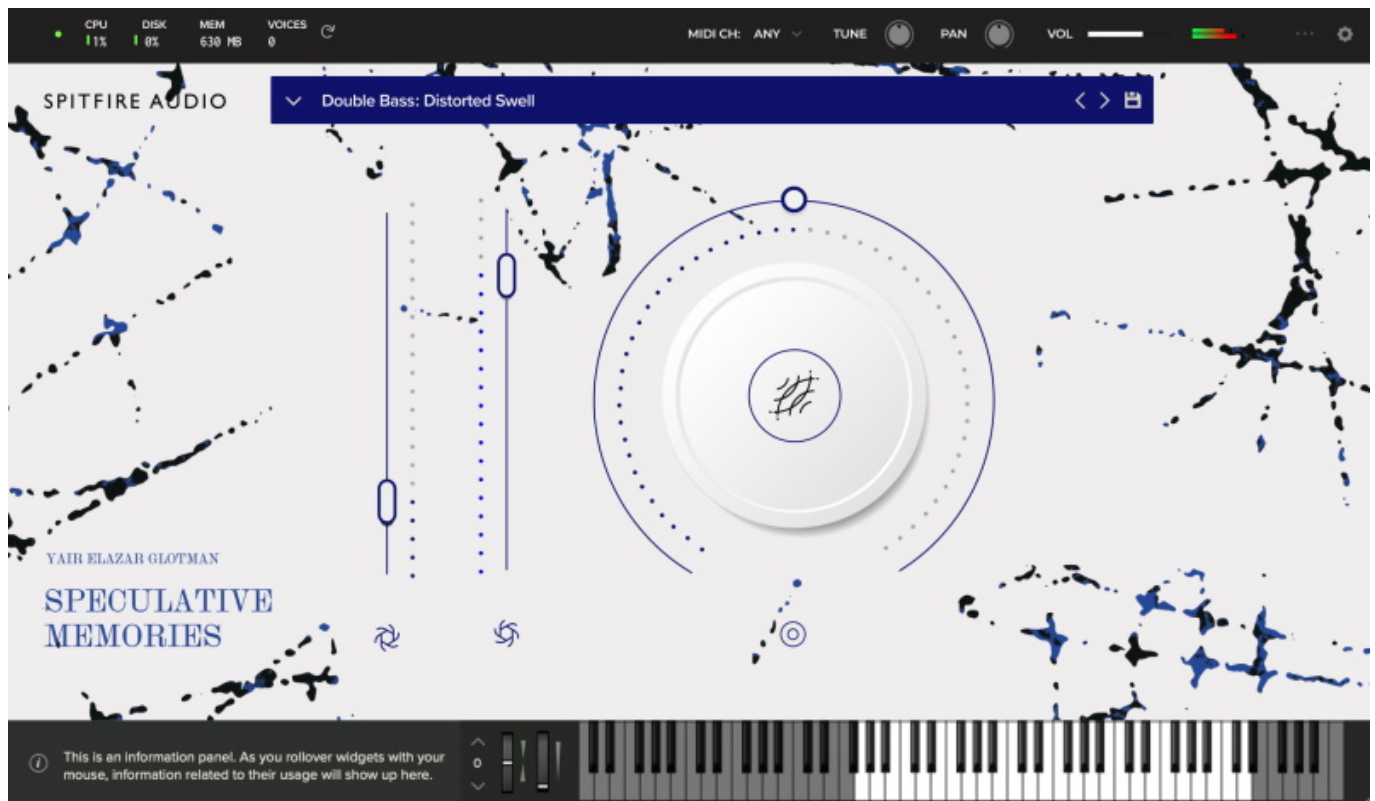 CPU DISK MEM VOICES
1% 0% 630 MB 0
MIDI CH: ANY TUNE PAN VOL
SPITFIRE AUDIO
Double Bass: Distorted Swell
YAIR ELAZAR GLOTMAN
SPECULATIVE
MEMORIES
This is an information panel. As you rollover widgets with your
mouse, information related to their usage will show up here.
0